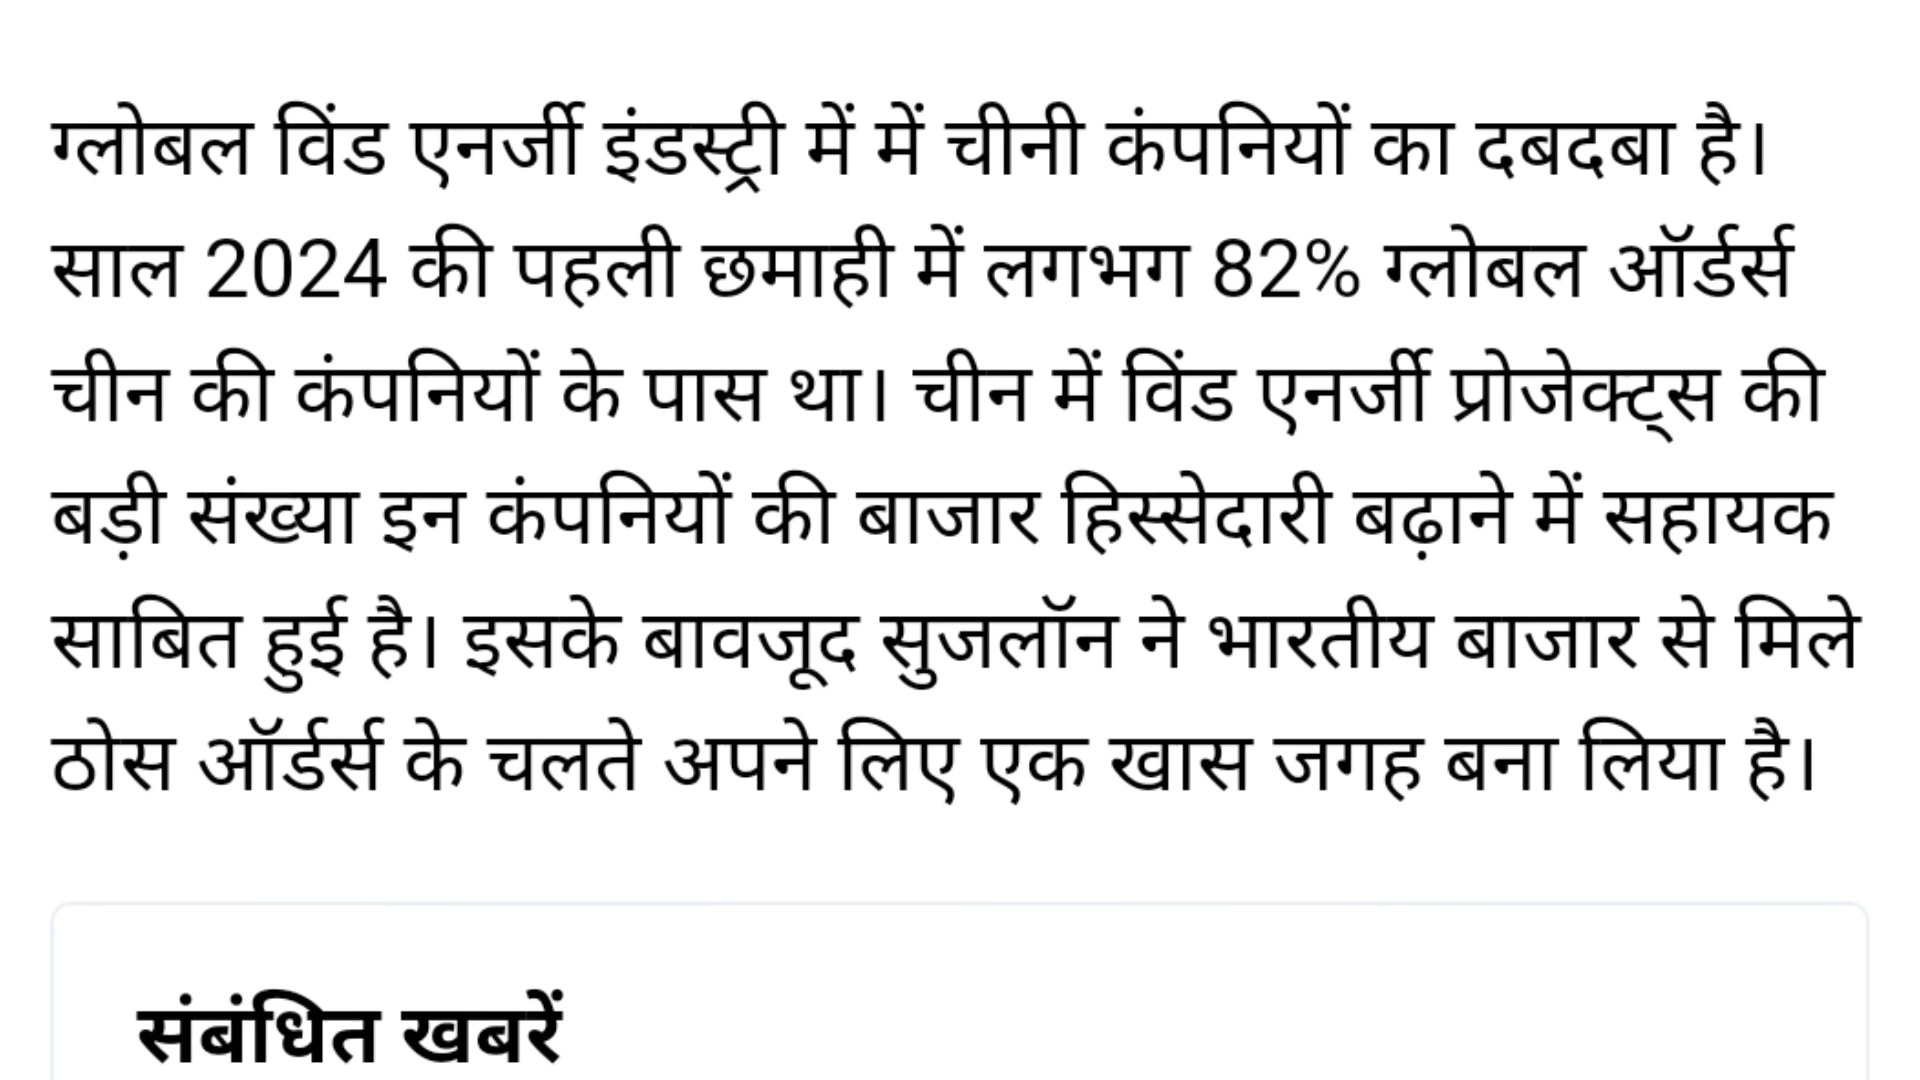 ग्लोबल विंड एनर्जी इंडस्ट्री में में चीनी कंपनियों का दबदबा है।
साल 2024 की पहली छमाही में लगभग 82% ग्लोबल ऑर्डर्स
चीन की कंपनियों के पास था। चीन में विंड एनर्जी प्रोजेक्ट्स की
बड़ी संख्या इन कंपनियों की बाजार हिस्सेदारी बढ़ाने में सहायक
साबित हुई है। इसके बावजूद सुजलॉन ने भारतीय बाजार से मिले
ठोस ऑर्डर्स के चलते अपने लिए एक खास जगह बना लिया है।
संबंधित खबरें